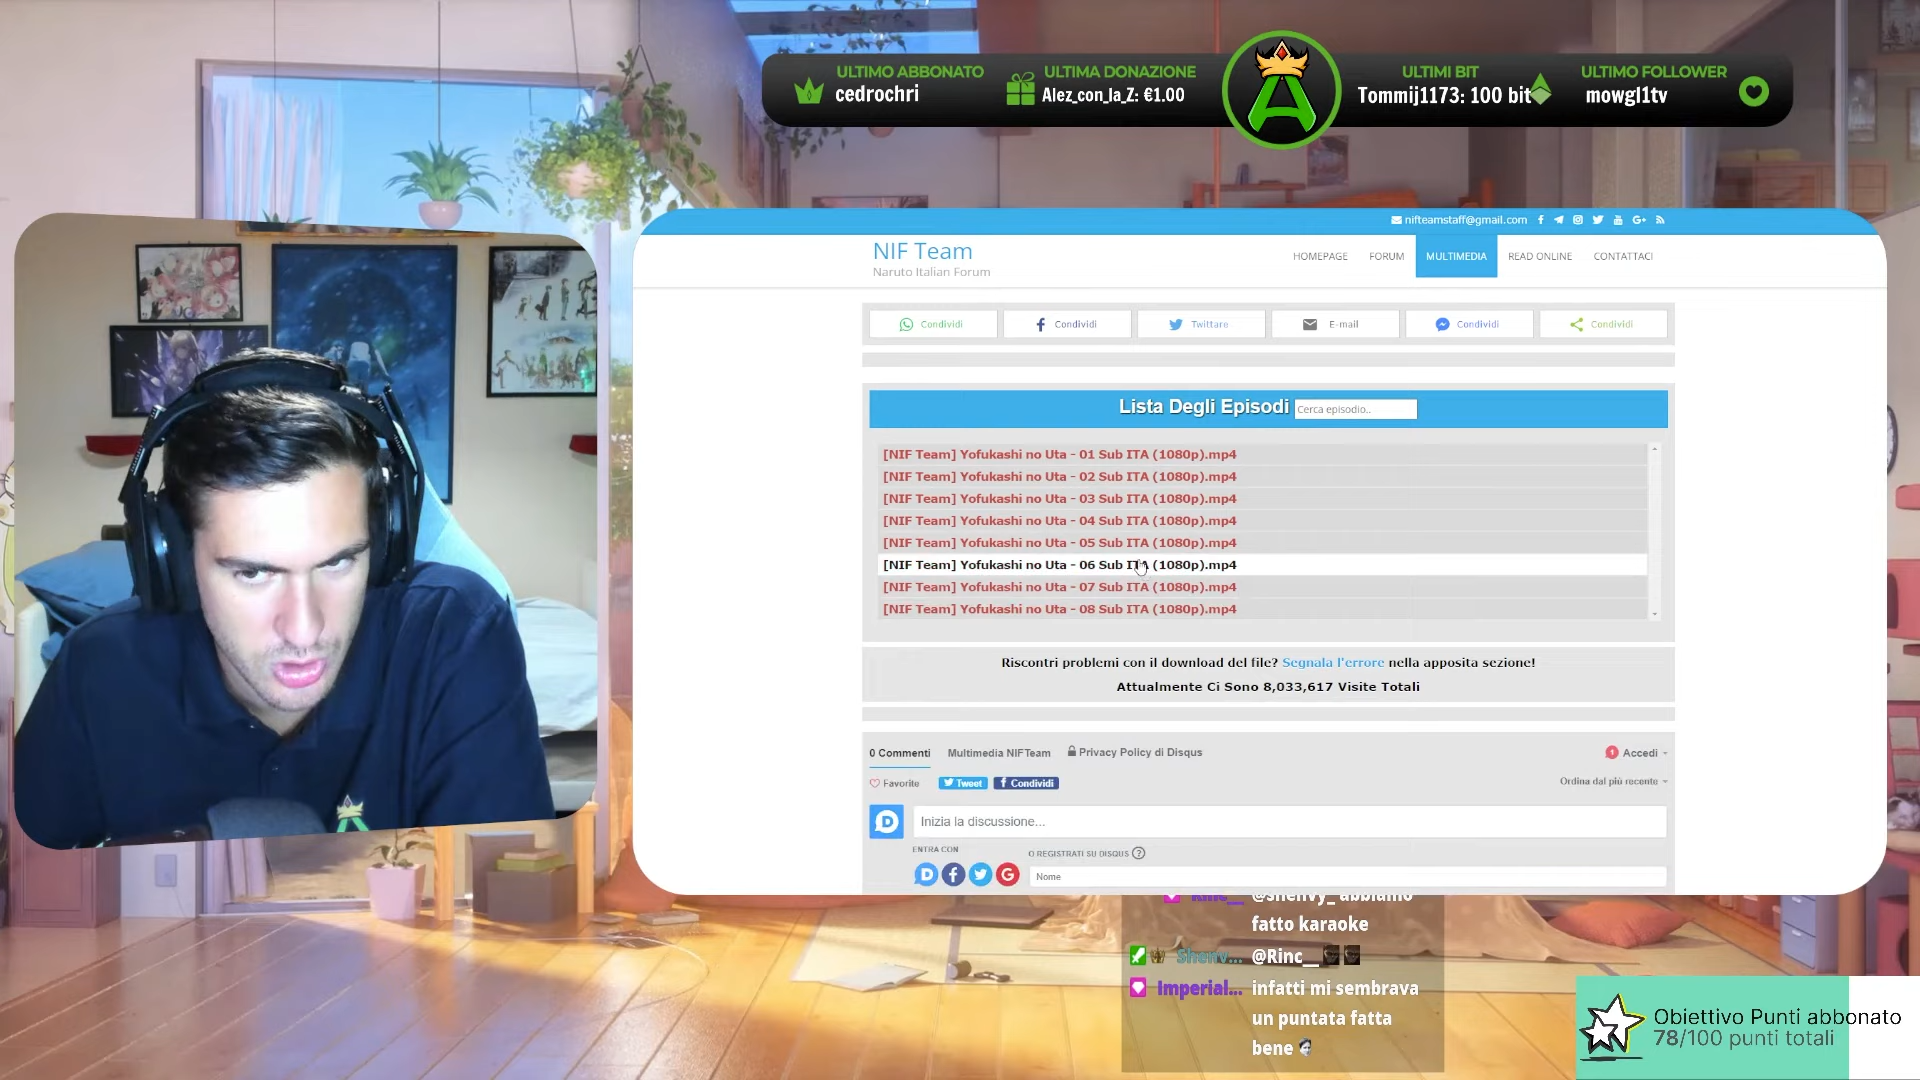 ULTIMO ABBONATO
cedrochri
ULTIMA DONAZIONE
Alez_con_la_Z: €1.00
ULTIMI BIT
Tommij1173: 100 bit
ULTIMO FOLLOWER
mowgl1tv
nifteamstaff@gmail.com
NIF Team
Naruto Italian Forum
HOMEPAGE FORUM MULTIMEDIA READ ONLINE CONTATTACI
Condividi Condividi Twittare E-mail Condividi Condividi
Lista Degli Episodi Cerca episodio..
[NIF Team] Yofukashi no Uta - 01 Sub ITA (1080p).mp4
[NIF Team] Yofukashi no Uta - 02 Sub ITA (1080p).mp4
[NIF Team] Yofukashi no Uta - 03 Sub ITA (1080p).mp4
[NIF Team] Yofukashi no Uta - 04 Sub ITA (1080p).mp4
[NIF Team] Yofukashi no Uta - 05 Sub ITA (1080p).mp4
[NIF Team] Yofukashi no Uta - 06 Sub ITA (1080p).mp4
[NIF Team] Yofukashi no Uta - 07 Sub ITA (1080p).mp4
[NIF Team] Yofukashi no Uta - 08 Sub ITA (1080p).mp4
Riscontri problemi con il download del file? Segnala l'errore nella apposita sezione!
Attualmente Ci Sono 8,033,617 Visite Totali
0 Commenti Multimedia NIFTeam Privacy Policy di Disqus 1 Accedi
Favorite Tweet Condividi Ordina dal più recente
Inizia la discussione...
ENTRA CON
O REGISTRATI SU DISQUS ?
Nome
Rinc__ @shenvy_ abbiamo
fatto karaoke
Shenv... @Rinc__
Imperial... infatti mi sembrava
un puntata fatta
bene
Obiettivo Punti abbonato
78/100 punti totali